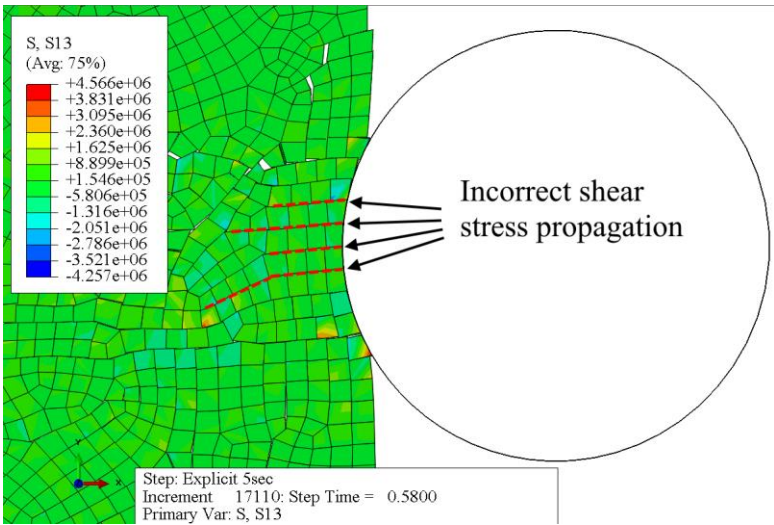 S, S13
(Avg: 75%)
+4.566e+06
+3.831e+06
+3.095e+06
+2.360e+06
+1.625e+06
+8.899e+05
+1.546e+05
-5.806e+05
-1.316e+06
-2.051e+06
-2.786e+06
-3.521e+06
-4.257e+06
Incorrect shear
stress propagation
Y
X
Step: Explicit 5sec
Increment 17110: Step Time = 0.5800
Primary Var: S, S13